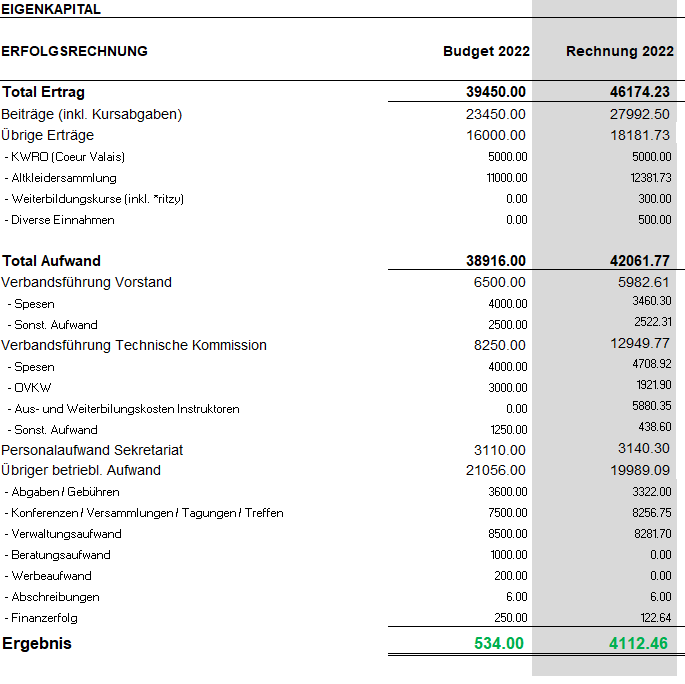 EIGENKAPITAL
ERFOLGSRECHNUNG Budget 2022 Rechnung 2022
Total Ertrag 39450.00 46174.23
Beiträge (inkl. Kursabgaben) 23450.00 27992.50
Übrige Erträge 16000.00 18181.73
- KWRO (Coeur Valais) 5000.00 5000.00
- Altkleidersammlung 11000.00 12381.73
- Weiterbildungskurse (inkl. *ritzy) 0.00 300.00
- Diverse Einnahmen 0.00 500.00
Total Aufwand 38916.00 42061.77
Verbandsführung Vorstand 6500.00 5982.61
- Spesen 4000.00 3460.30
- Sonst. Aufwand 2500.00 2522.31
Verbandsführung Technische Kommission 8250.00 12949.77
- Spesen 4000.00 4708.92
- OVKW 3000.00 1921.90
- Aus- und Weiterbilungskosten Instruktoren 0.00 5880.35
- Sonst. Aufwand 1250.00 438.60
Personalaufwand Sekretariat 3110.00 3140.30
Übriger betriebl. Aufwand 21056.00 19989.09
- Abgaben / Gebühren 3600.00 3322.00
- Konferenzen / Versammlungen / Tagungen / Treffen 7500.00 8256.75
- Verwaltungsaufwand 8500.00 8281.70
- Beratungsaufwand 1000.00 0.00
- Werbeaufwand 200.00 0.00
- Abschreibungen 6.00 6.00
- Finanzerfolg 250.00 122.64
Ergebnis 534.00 4112.46